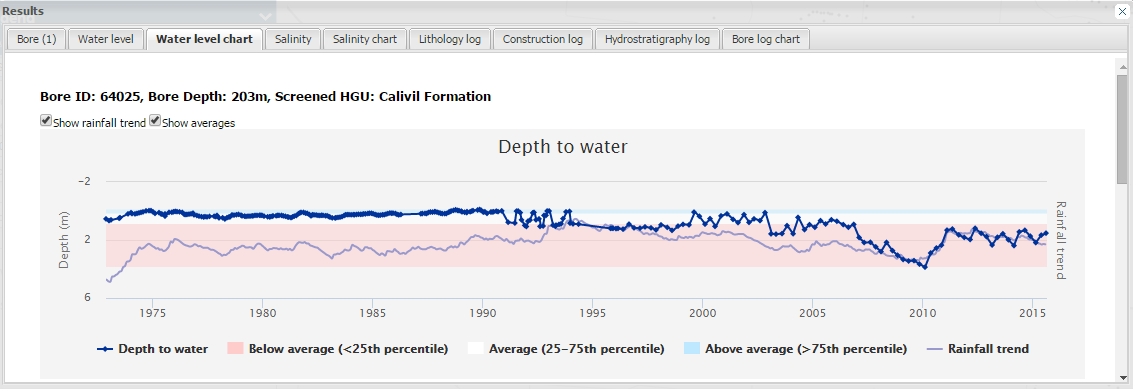 Results
Bore (1) Water level Water level chart Salinity Salinity chart Lithology log Construction log Hydrostratigraphy log Bore log chart
Bore ID: 64025, Bore Depth: 203m, Screened HGU: Calivil Formation
Show rainfall trend Show averages
Depth to water
Depth (m)
-2
2
6
Rainfall trend
1975 1980 1985 1990 1995 2000 2005 2010 2015
Depth to water Below average (<25th percentile) Average (25-75th percentile) Above average (>75th percentile) Rainfall trend